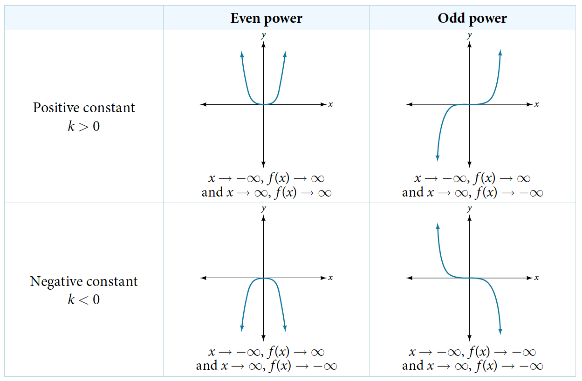 Even power
Odd power
y
x
y
x
Positive constant
k > 0
x → −∞, f(x) → ∞
and x → ∞, f(x) → ∞
x → −∞, f(x) → ∞
and x → ∞, f(x) → −∞
y
x
y
x
Negative constant
k < 0
x → −∞, f(x) → ∞
and x → ∞, f(x) → −∞
x → −∞, f(x) → −∞
and x → ∞, f(x) → −∞